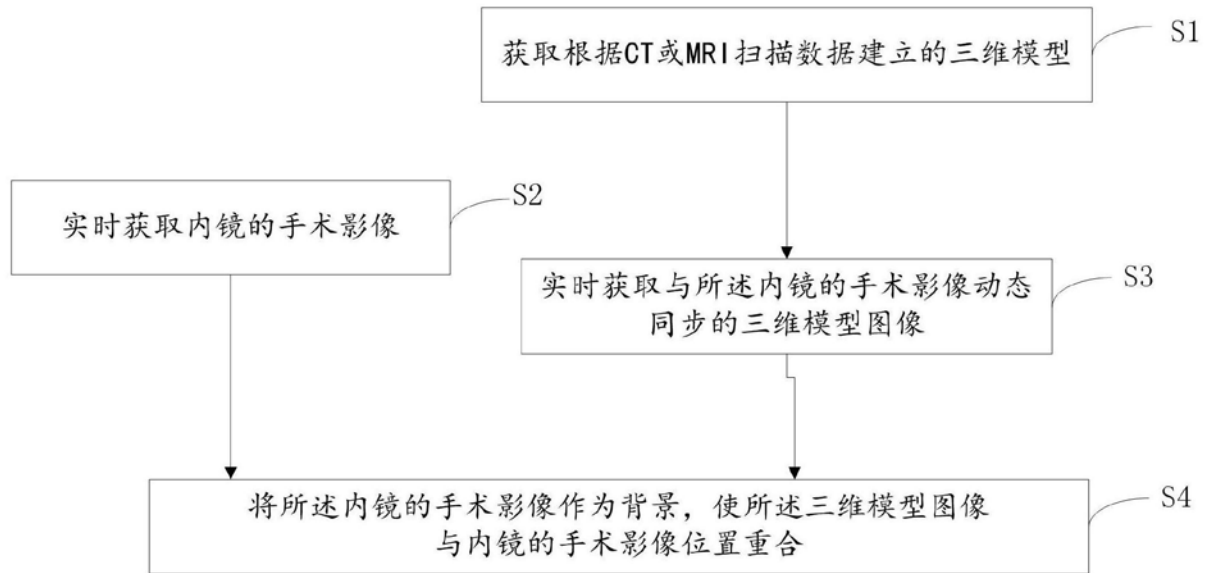 获取根据CT或MRI扫描数据建立的三维模型
S1
实时获取内镜的手术影像
S2
实时获取与所述内镜的手术影像动态
同步的三维模型图像
S3
将所述内镜的手术影像作为背景，使所述三维模型图像
与内镜的手术影像位置重合
S4